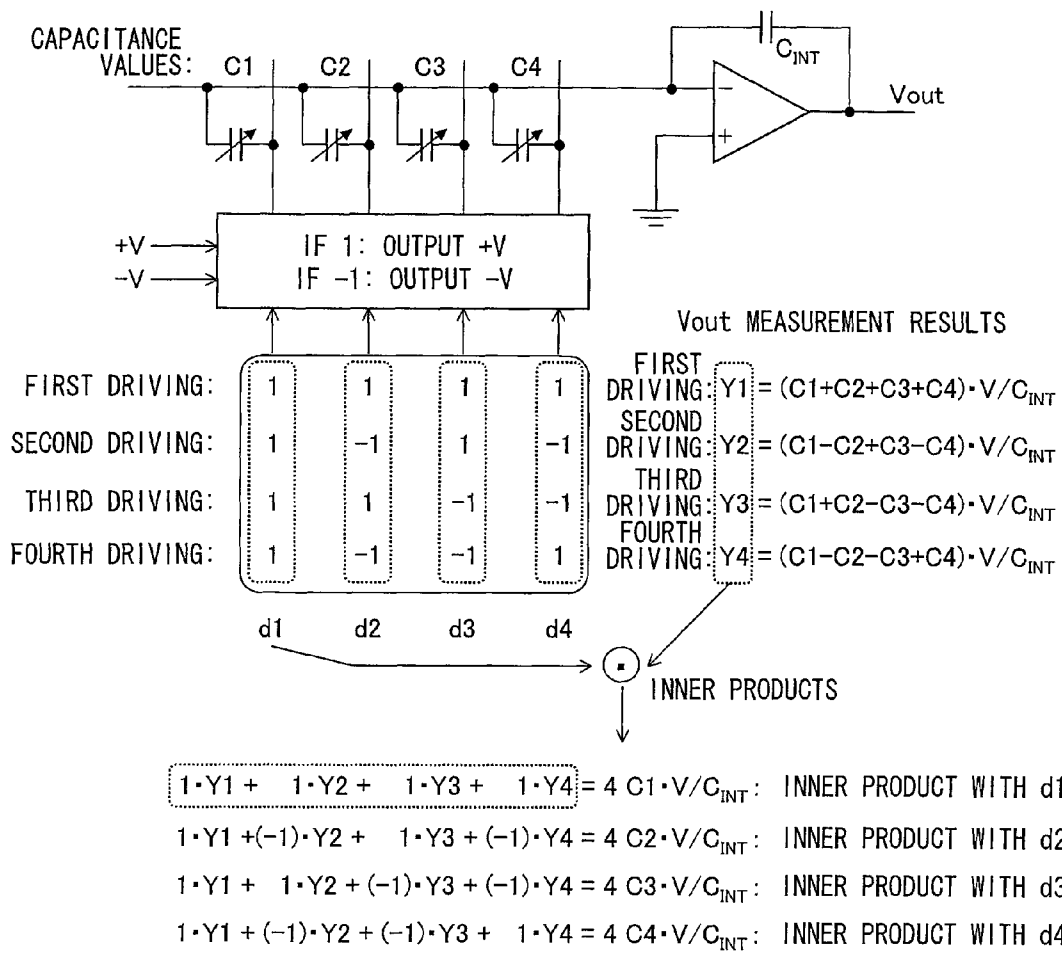 CAPACITANCE
VALUES: C1 C2 C3 C4
C_INT
−
+
Vout
+V
−V
IF 1: OUTPUT +V
IF -1: OUTPUT -V
Vout MEASUREMENT RESULTS
FIRST DRIVING: 1 1 1 1
SECOND DRIVING: 1 -1 1 -1
THIRD DRIVING: 1 1 -1 -1
FOURTH DRIVING: 1 -1 -1 1
d1 d2 d3 d4
FIRST
DRIVING: Y1 = (C1+C2+C3+C4)·V/C_INT
SECOND
DRIVING: Y2 = (C1-C2+C3-C4)·V/C_INT
THIRD
DRIVING: Y3 = (C1+C2-C3-C4)·V/C_INT
FOURTH
DRIVING: Y4 = (C1-C2-C3+C4)·V/C_INT
INNER PRODUCTS
1·Y1 + 1·Y2 + 1·Y3 + 1·Y4 = 4 C1·V/C_INT: INNER PRODUCT WITH d1
1·Y1 +(-1)·Y2 + 1·Y3 + (-1)·Y4 = 4 C2·V/C_INT: INNER PRODUCT WITH d2
1·Y1 + 1·Y2 + (-1)·Y3 + (-1)·Y4 = 4 C3·V/C_INT: INNER PRODUCT WITH d3
1·Y1 + (-1)·Y2 + (-1)·Y3 + 1·Y4 = 4 C4·V/C_INT: INNER PRODUCT WITH d4